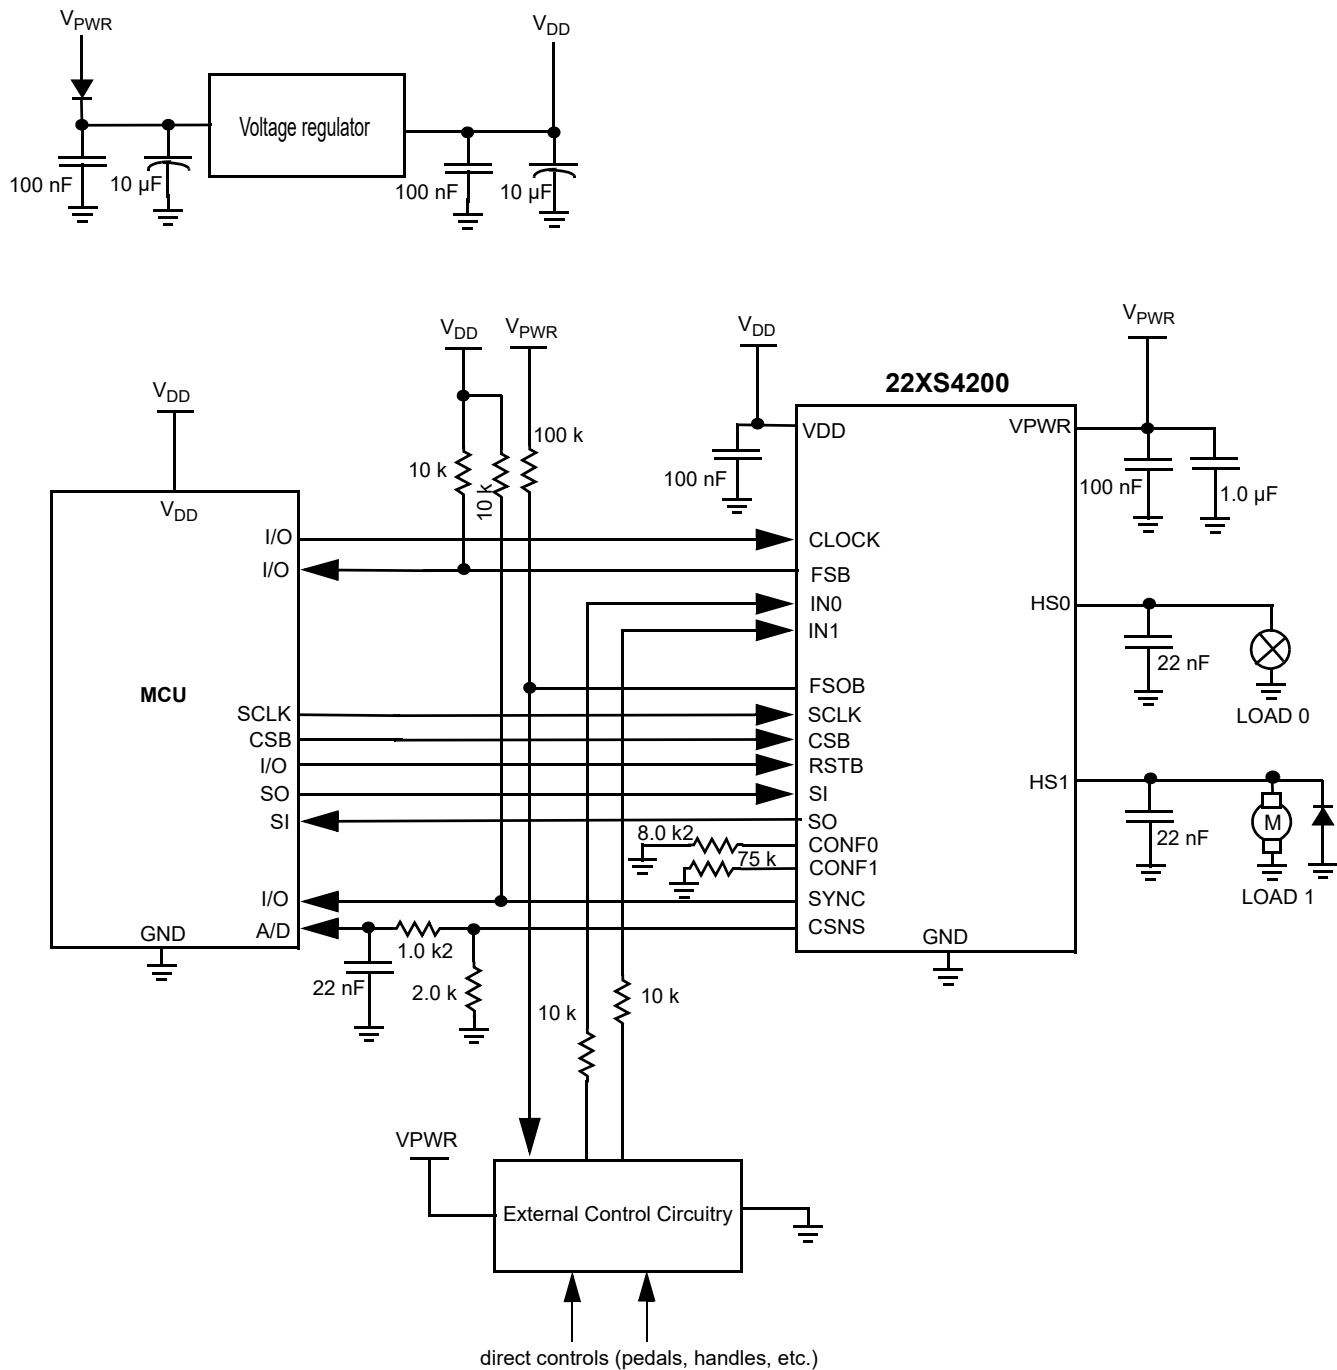 VPWR
VDD
Voltage regulator
100 nF
10 µF
100 nF
10 µF
VDD
VPWR
VDD
VPWR
22XS4200
VDD
100 k
10 k
10 k
VDD
VPWR
100 nF
100 nF
1.0 µF
VDD
I/O
CLOCK
I/O
FSB
IN0
HS0
IN1
22 nF
MCU
FSOB
SCLK
SCLK
LOAD 0
CSB
CSB
I/O
RSTB
HS1
SO
SI
SI
SO
8.0 k2
CONF0
22 nF
M
75 k
CONF1
I/O
SYNC
LOAD 1
GND
A/D
CSNS
GND
1.0 k2
22 nF
2.0 k
10 k
10 k
VPWR
External Control Circuitry
direct controls (pedals, handles, etc.)